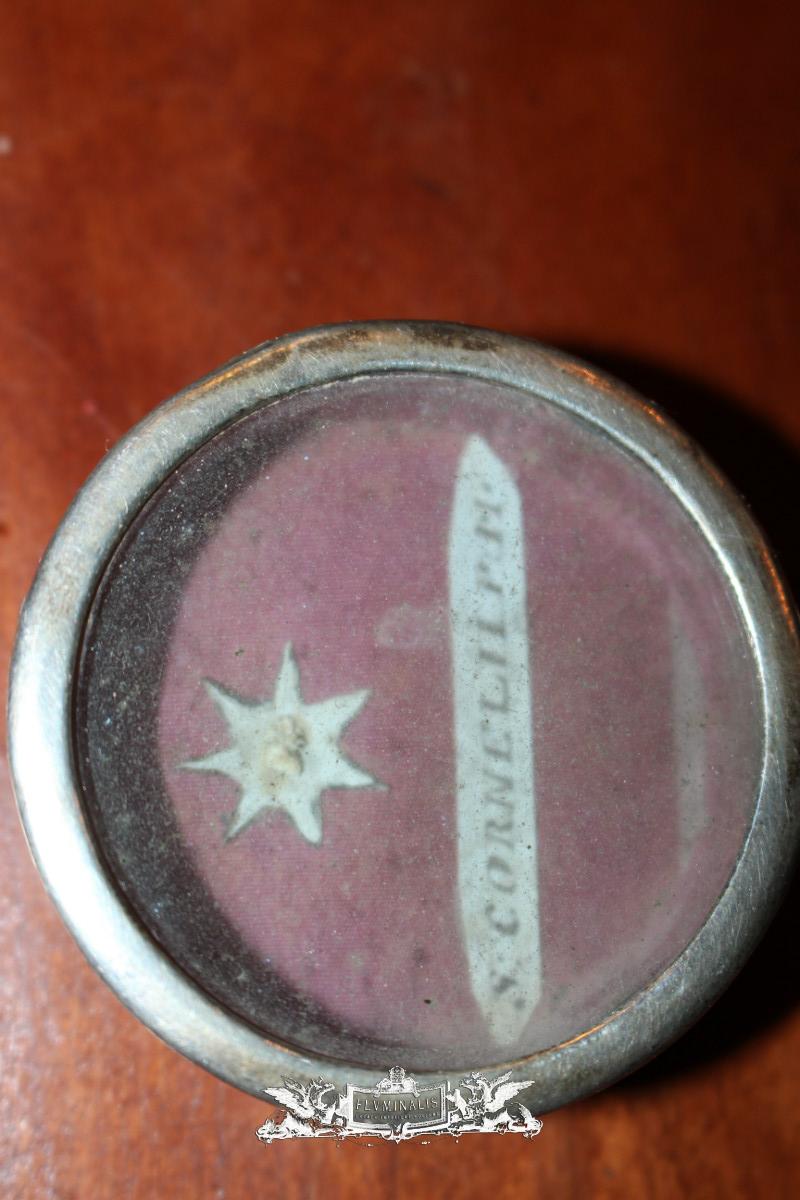 S. CORNELII P. M.
FLVMINALIS